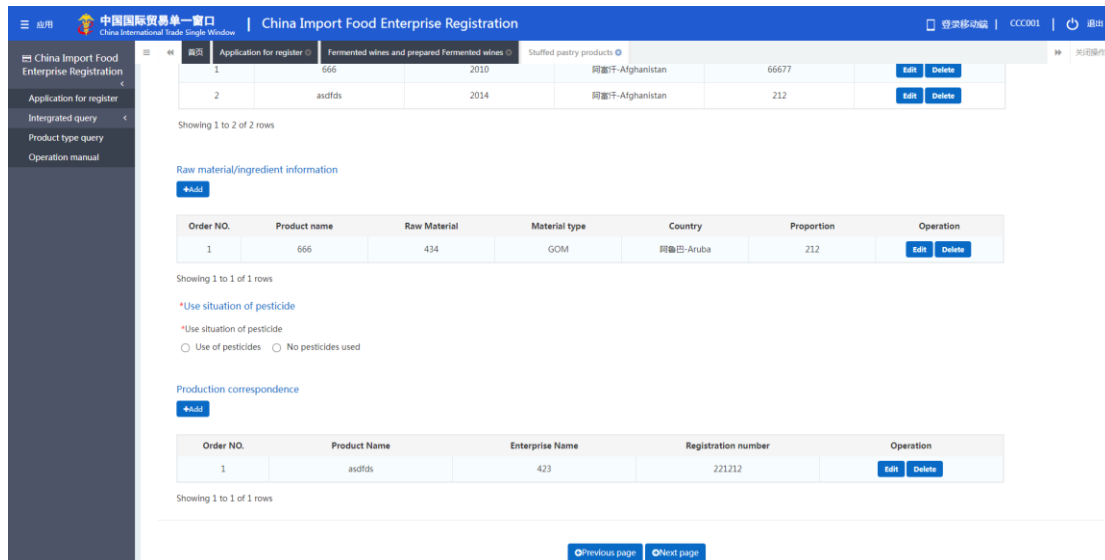 应用
中国国际贸易单一窗口
China International Trade Single Window
China Import Food Enterprise Registration
登录移动端 | CCC001 | 退出
China Import Food
Enterprise Registration
首页 Application for register Fermented wines and prepared Fermented wines Stuffed pastry products 关闭操作
Application for register
Intergrated query
Product type query
Operation manual
1 666 2010 阿富汗-Afghanistan 66677 Edit Delete
2 asdfds 2014 阿富汗-Afghanistan 212 Edit Delete
Showing 1 to 2 of 2 rows
Raw material/ingredient information
+Add
Order NO. Product name Raw Material Material type Country Proportion Operation
1 666 434 GOM 阿鲁巴-Aruba 212 Edit Delete
Showing 1 to 1 of 1 rows
*Use situation of pesticide
*Use situation of pesticide
Use of pesticides No pesticides used
Production correspondence
+Add
Order NO. Product Name Enterprise Name Registration number Operation
1 asdfds 423 221212 Edit Delete
Showing 1 to 1 of 1 rows
Previous page Next page